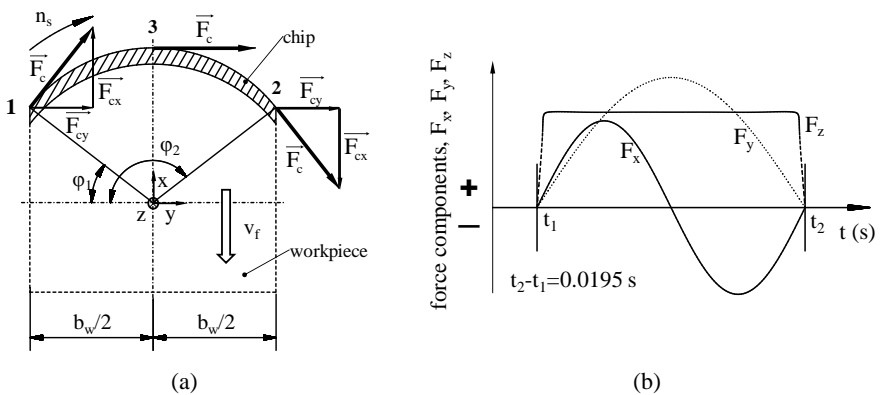 n_s
1
3
2
F_c
F_c
F_c
F_cx
F_cy
F_cy
F_cx
chip
φ_1
φ_2
x
z
y
v_f
workpiece
b_w/2
b_w/2
(a)
force components, F_x, F_y, F_z
+
−
F_x
F_y
F_z
t_1
t_2
t (s)
t_2-t_1=0.0195 s
(b)